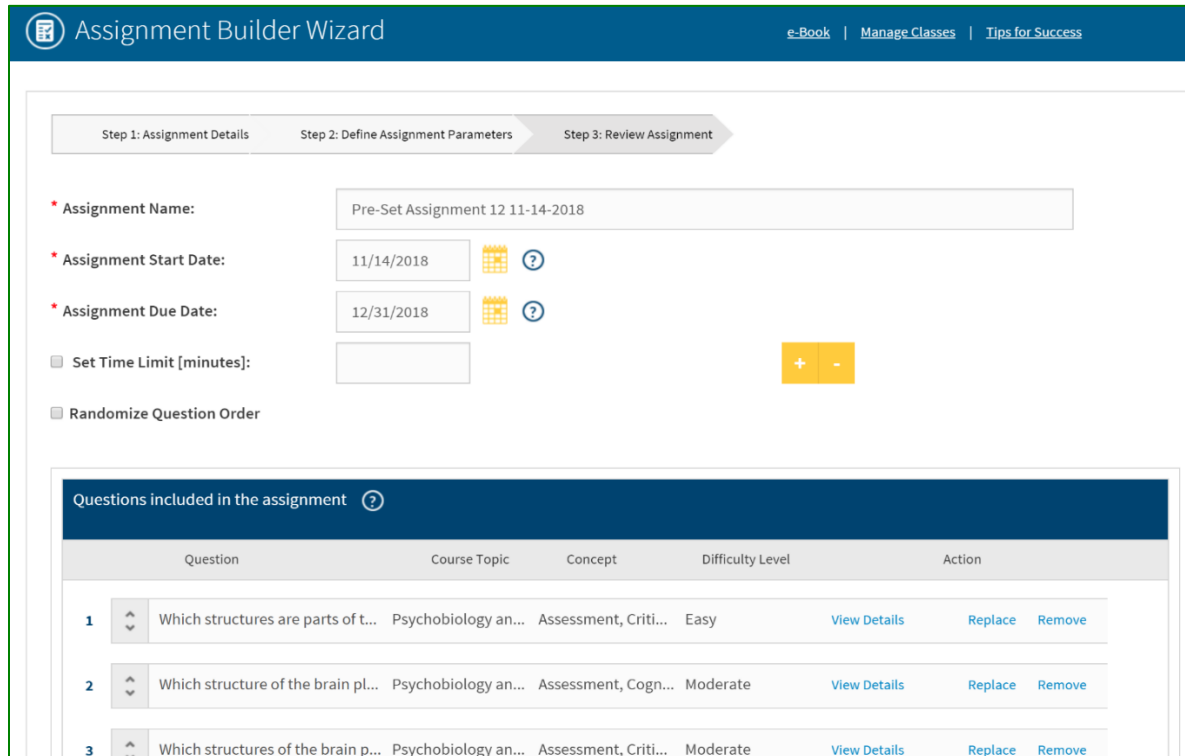 Assignment Builder Wizard
e-Book | Manage Classes | Tips for Success
Step 1: Assignment Details Step 2: Define Assignment Parameters Step 3: Review Assignment
* Assignment Name: Pre-Set Assignment 12 11-14-2018
* Assignment Start Date: 11/14/2018 ?
* Assignment Due Date: 12/31/2018 ?
Set Time Limit [minutes]: + -
Randomize Question Order
Questions included in the assignment ?
Question Course Topic Concept Difficulty Level Action
1 Which structures are parts of t... Psychobiology an... Assessment, Criti... Easy View Details Replace Remove
2 Which structure of the brain pl... Psychobiology an... Assessment, Cogn... Moderate View Details Replace Remove
3 Which structures of the brain p... Psychobiology an... Assessment, Criti... Moderate View Details Replace Remove